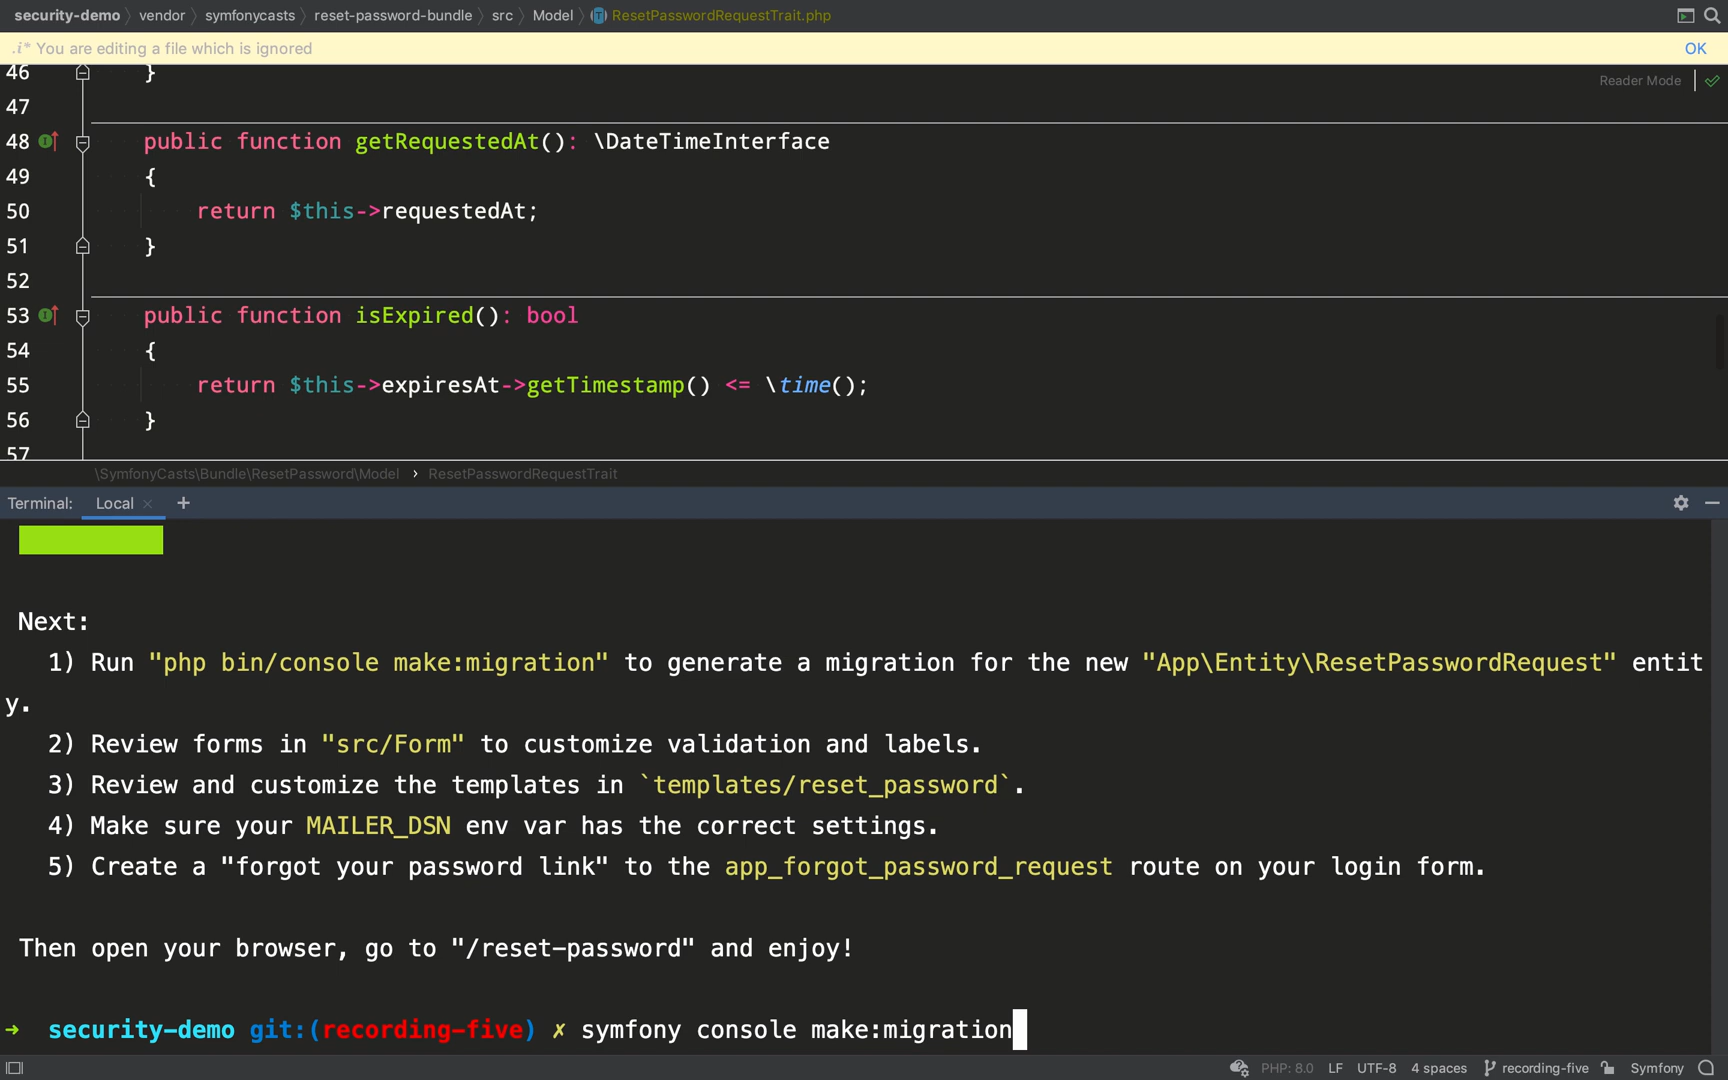 security-demo vendor symfonycasts reset-password-bundle src Model ResetPasswordRequestTrait.php
.i* You are editing a file which is ignored OK
46 }
Reader Mode
47
48 public function getRequestedAt(): \DateTimeInterface
49 {
50 return $this->requestedAt;
51 }
52
53 public function isExpired(): bool
54 {
55 return $this->expiresAt->getTimestamp() <= \time();
56 }
57
\SymfonyCasts\Bundle\ResetPassword\Model › ResetPasswordRequestTrait
Terminal: Local × +
Next:
1) Run "php bin/console make:migration" to generate a migration for the new "App\Entity\ResetPasswordRequest" entit
y.
2) Review forms in "src/Form" to customize validation and labels.
3) Review and customize the templates in `templates/reset_password`.
4) Make sure your MAILER_DSN env var has the correct settings.
5) Create a "forgot your password link" to the app_forgot_password_request route on your login form.
Then open your browser, go to "/reset-password" and enjoy!
→ security-demo git:(recording-five) ✗ symfony console make:migration
PHP: 8.0 LF UTF-8 4 spaces recording-five Symfony